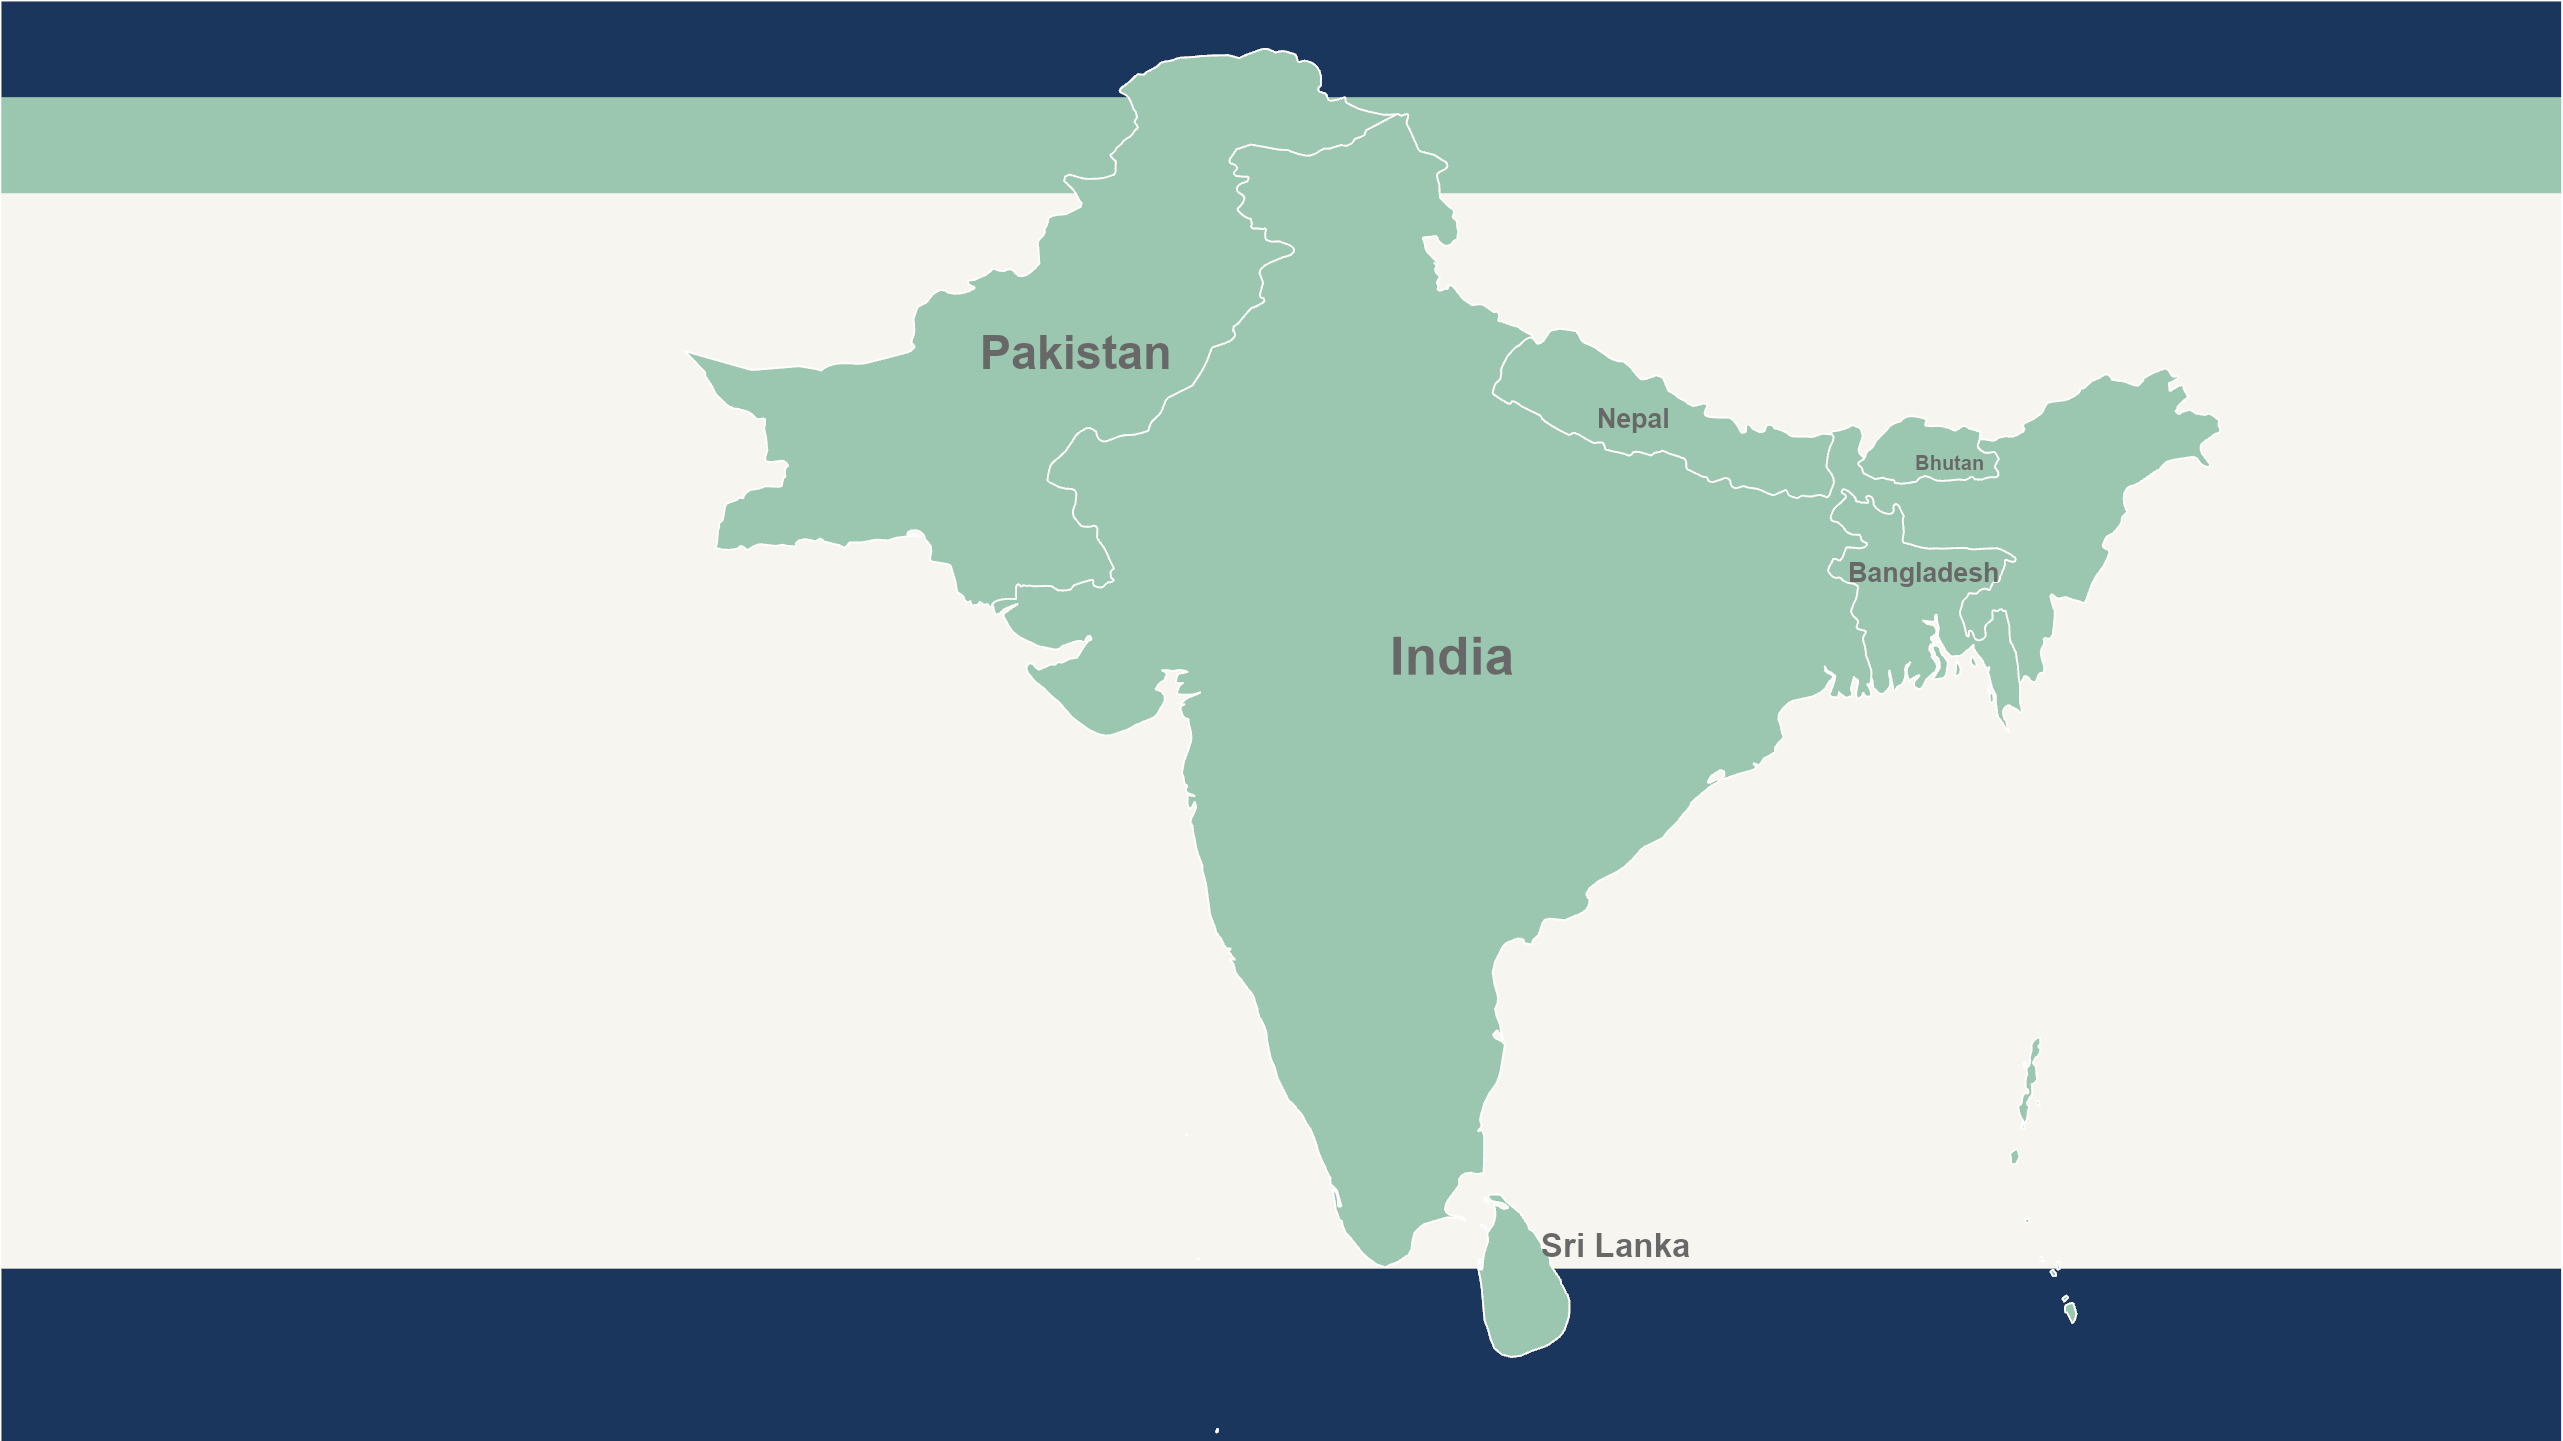 Pakistan
Nepal
Bhutan
Bangladesh
India
Sri Lanka